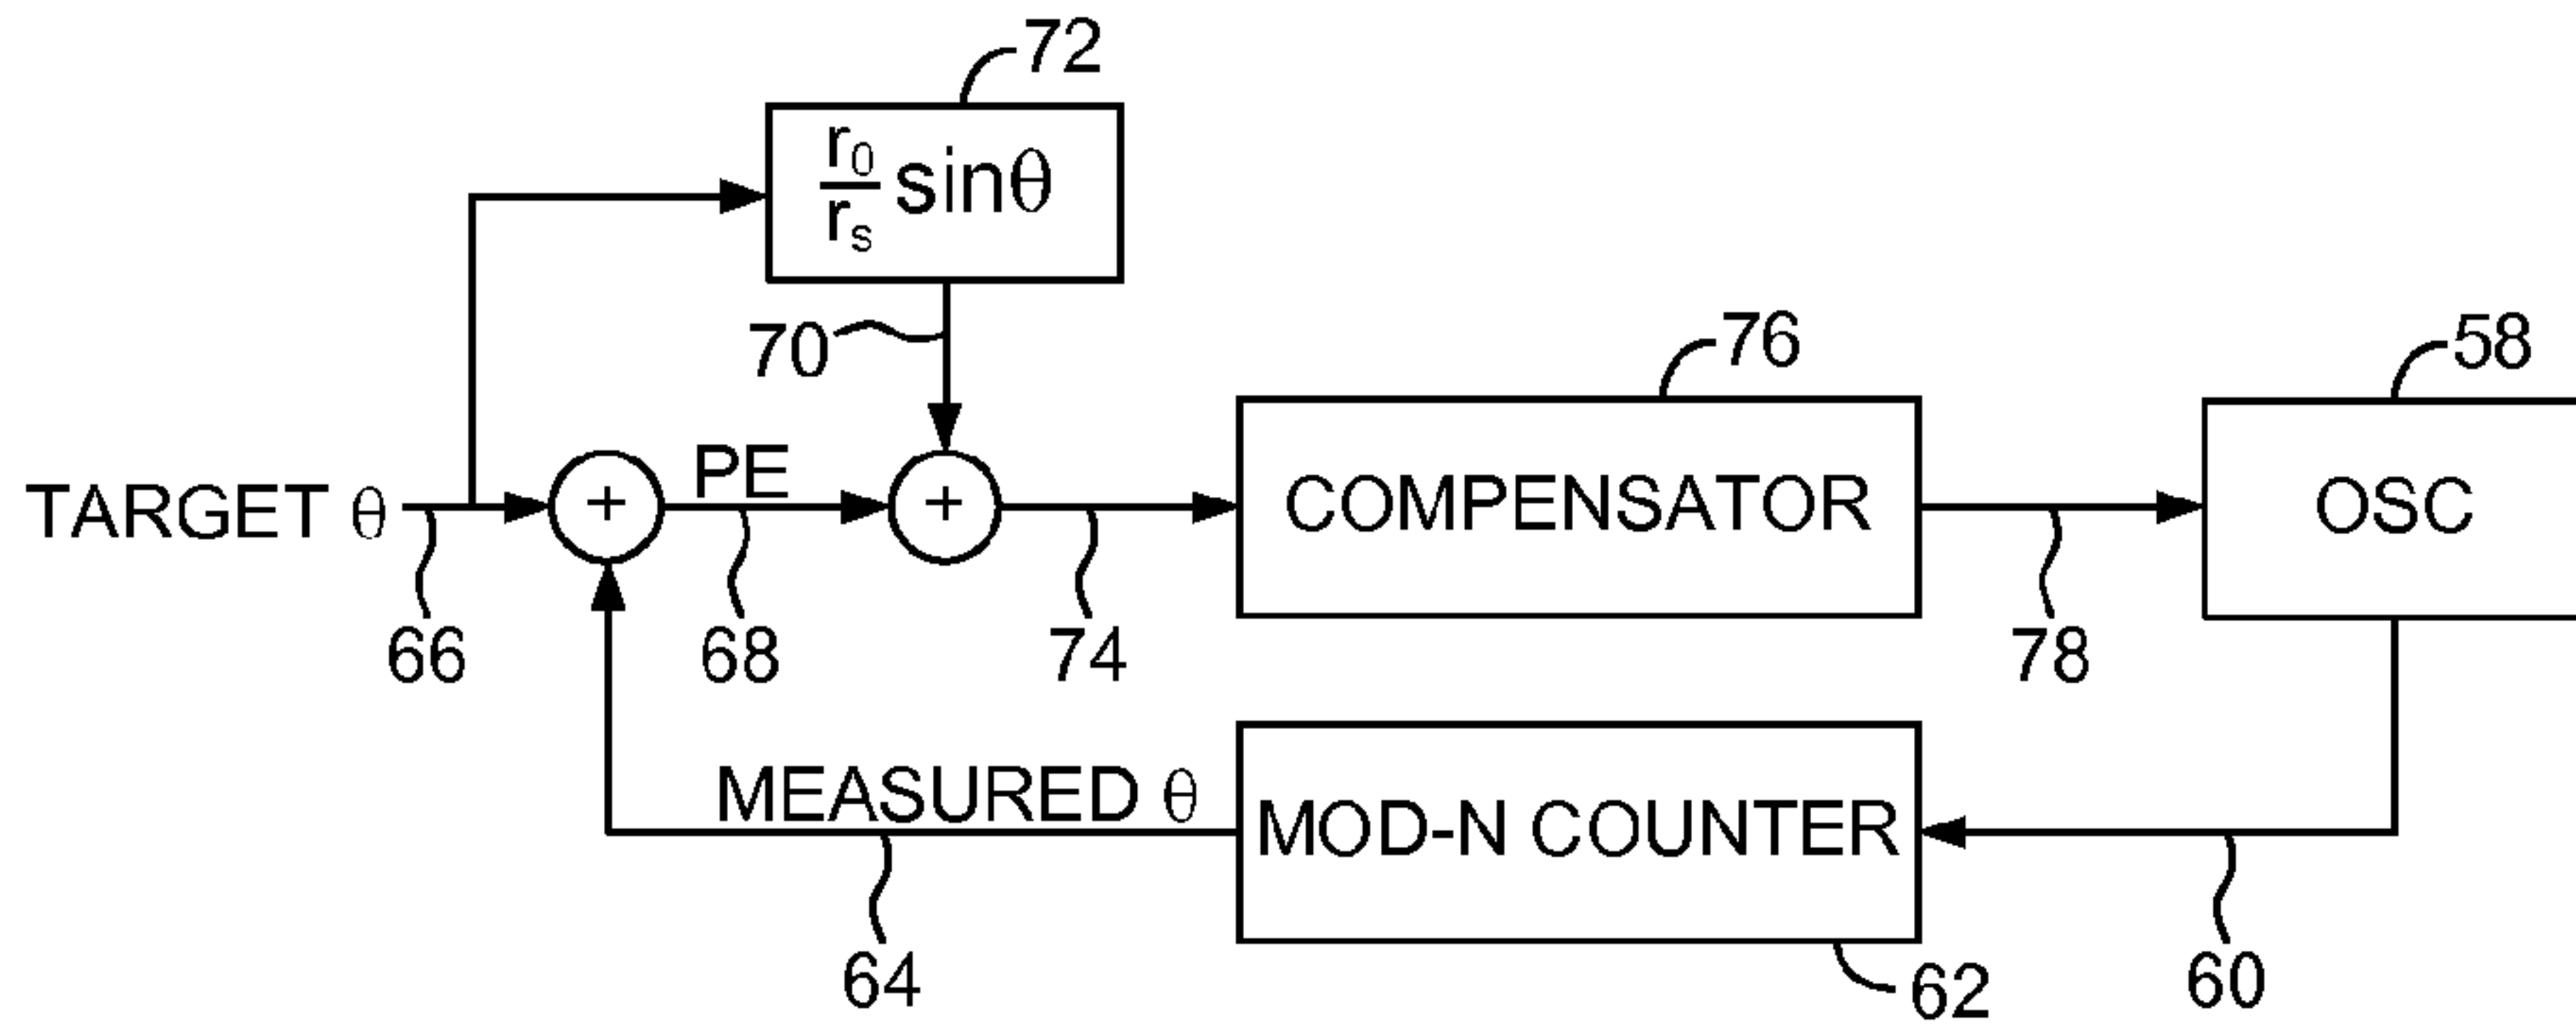 72
r₀
rₛ
sinθ
70
76
58
PE
TARGET θ
+
+
COMPENSATOR
OSC
66
68
74
78
MEASURED θ
MOD-N COUNTER
64
62
60